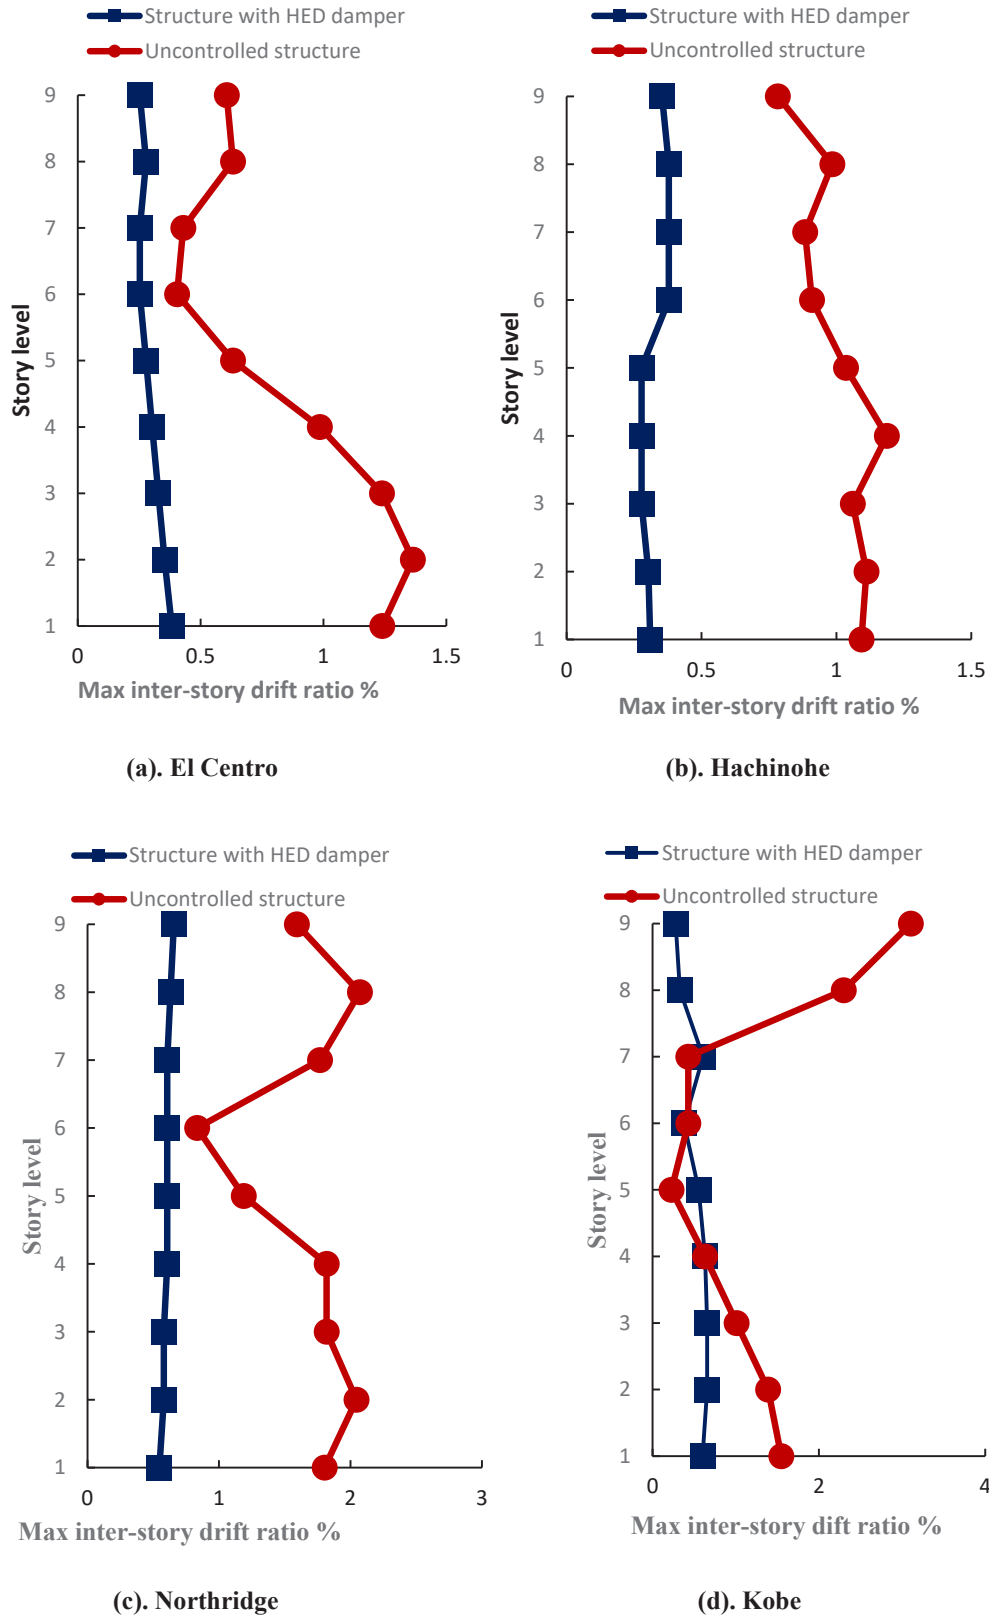 Structure with HED damper
Uncontrolled structure
9
8
7
6
5
4
3
2
1
Story level
0
0.5
1
1.5
Max inter-story drift ratio %
(a). El Centro
Structure with HED damper
Uncontrolled structure
9
8
7
6
5
4
3
2
1
Story level
0
0.5
1
1.5
Max inter-story drift ratio %
(b). Hachinohe
Structure with HED damper
Uncontrolled structure
9
8
7
6
5
4
3
2
1
Story level
0
1
2
3
Max inter-story drift ratio %
(c). Northridge
Structure with HED damper
Uncontrolled structure
9
8
7
6
5
4
3
2
1
Story level
0
2
4
Max inter-story dift ratio %
(d). Kobe